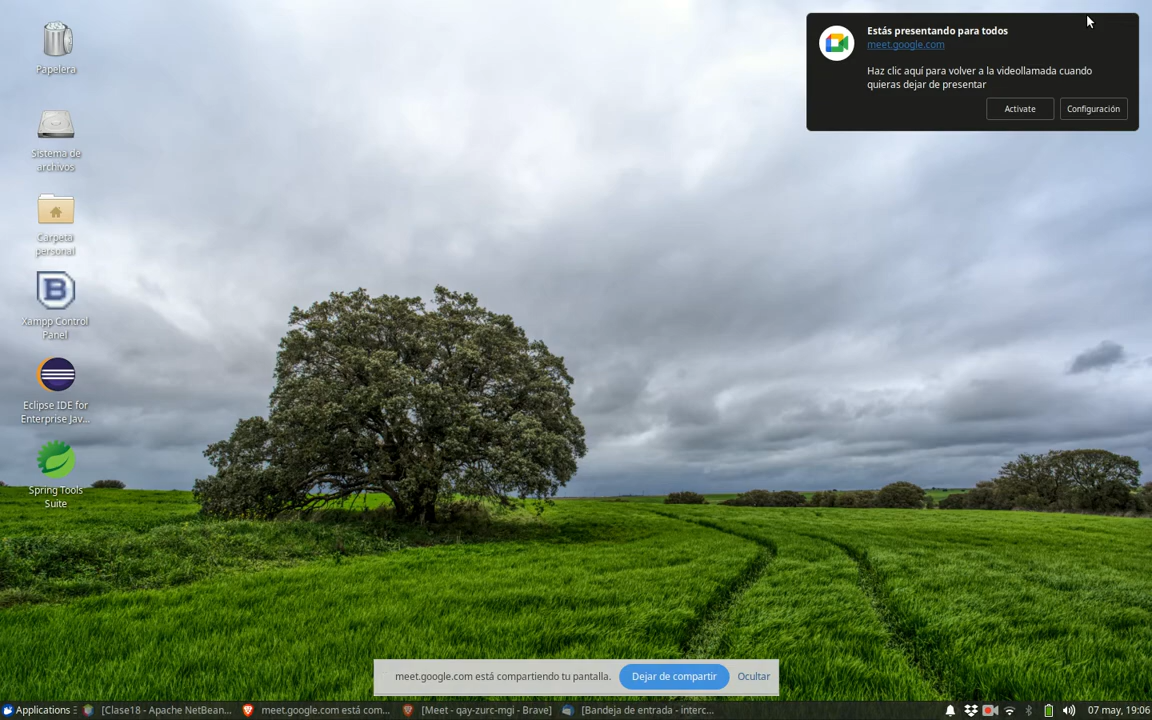 Papelera
Sistema de
archivos
Carpeta
personal
Xampp Control
Panel
Eclipse IDE for
Enterprise Jav...
Spring Tools
Suite
Estás presentando para todos
meet.google.com
Haz clic aquí para volver a la videollamada cuando
quieras dejar de presentar
Activate
Configuración
meet.google.com está compartiendo tu pantalla.
Dejar de compartir
Ocultar
Applications
[Clase18 - Apache NetBean...
meet.google.com está com...
[Meet - qay-zurc-mgi - Brave]
[Bandeja de entrada - interc...
07 may, 19:06